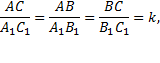 AC/A₁C₁ = AB/A₁B₁ = BC/B₁C₁ = k,